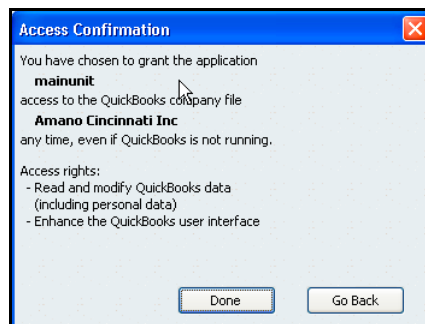 Access Confirmation
You have chosen to grant the application
mainunit
access to the QuickBooks company file
Amano Cincinnati Inc
any time, even if QuickBooks is not running.
Access rights:
- Read and modify QuickBooks data
(including personal data)
- Enhance the QuickBooks user interface
Done
Go Back